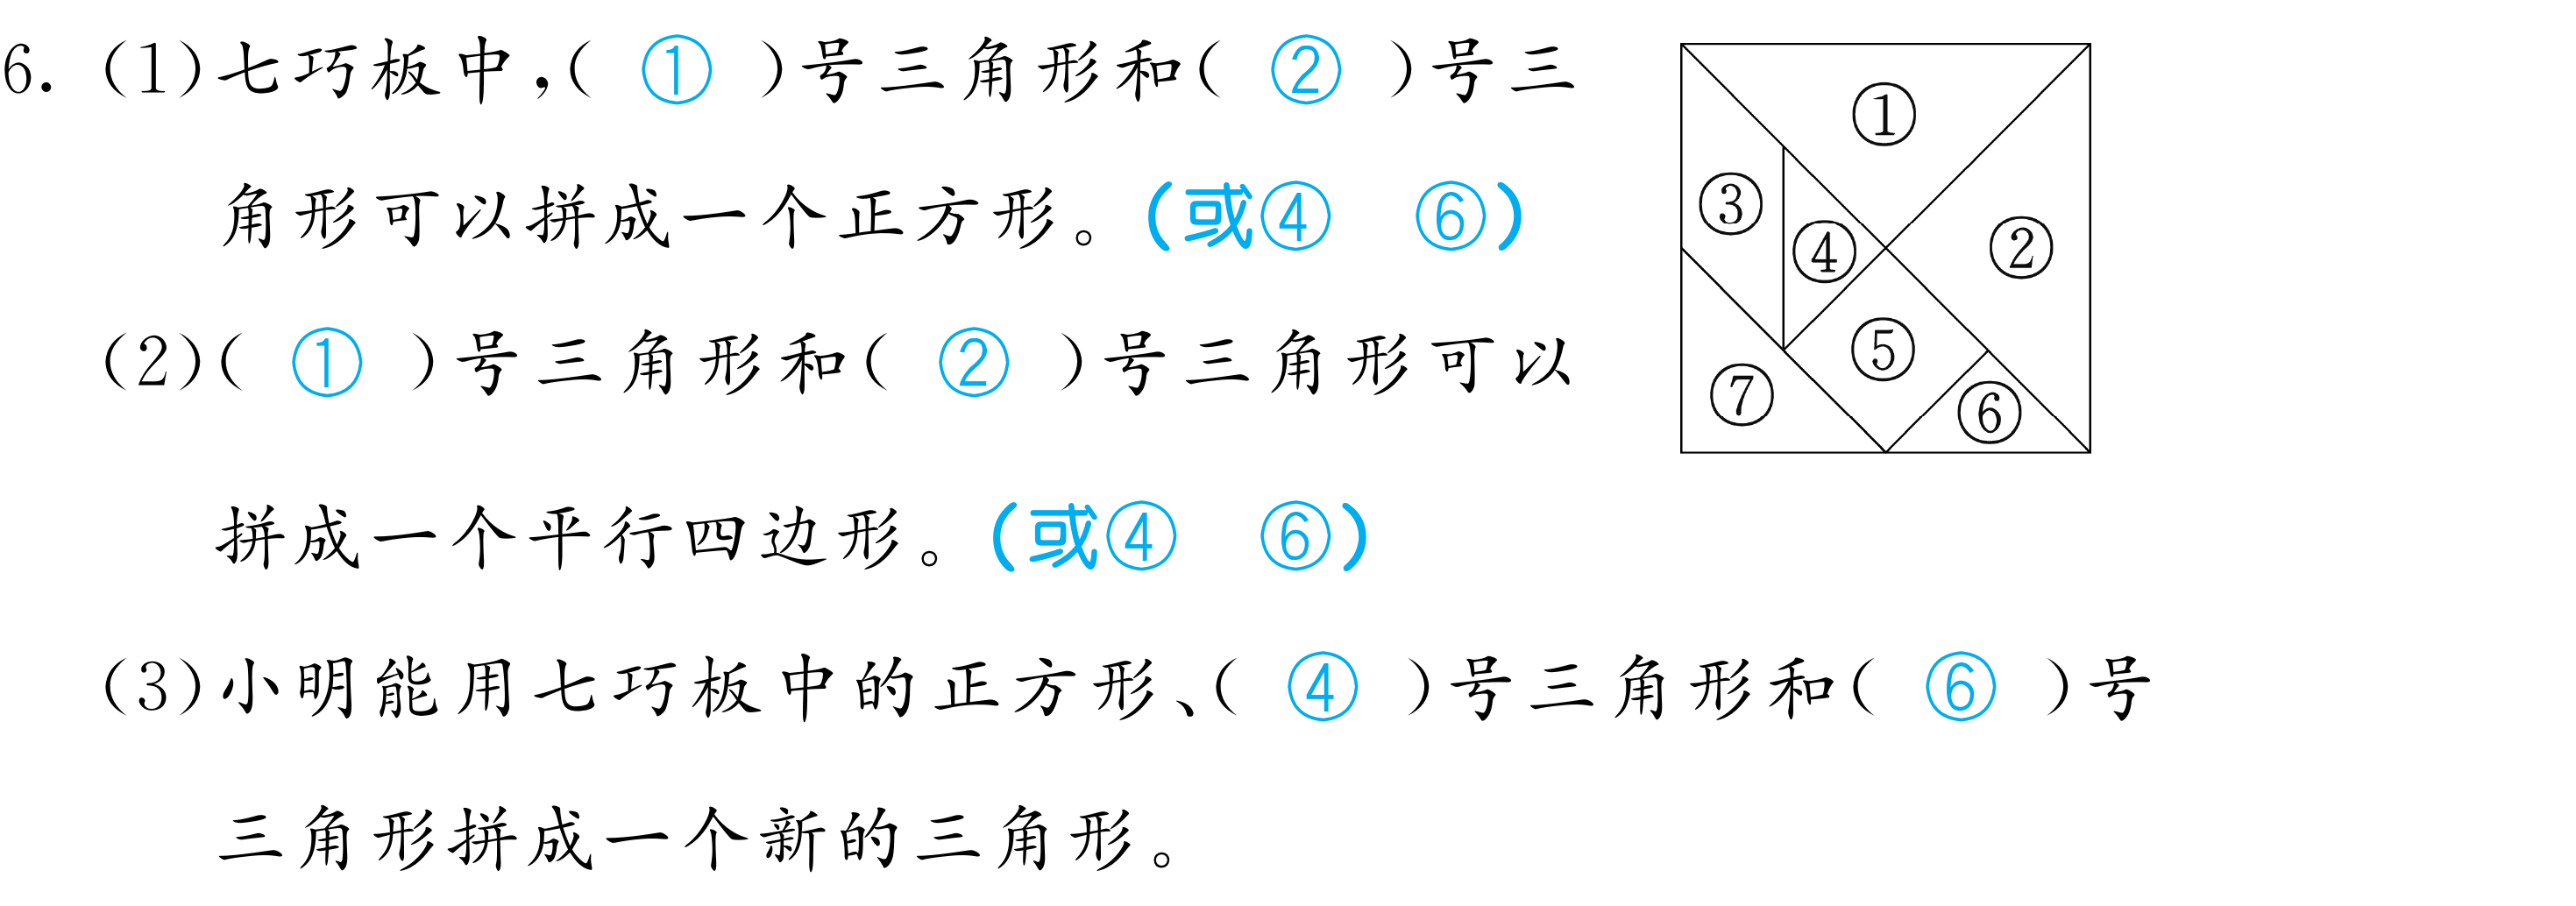 6. (1)七巧板中,( ① )号三角形和( ② )号三
角形可以拼成一个正方形。(或④ ⑥)
(2)( ① )号三角形和( ② )号三角形可以
拼成一个平行四边形。(或④ ⑥)
(3)小明能用七巧板中的正方形、( ④ )号三角形和( ⑥ )号
三角形拼成一个新的三角形。
①
③
④
②
⑤
⑦
⑥